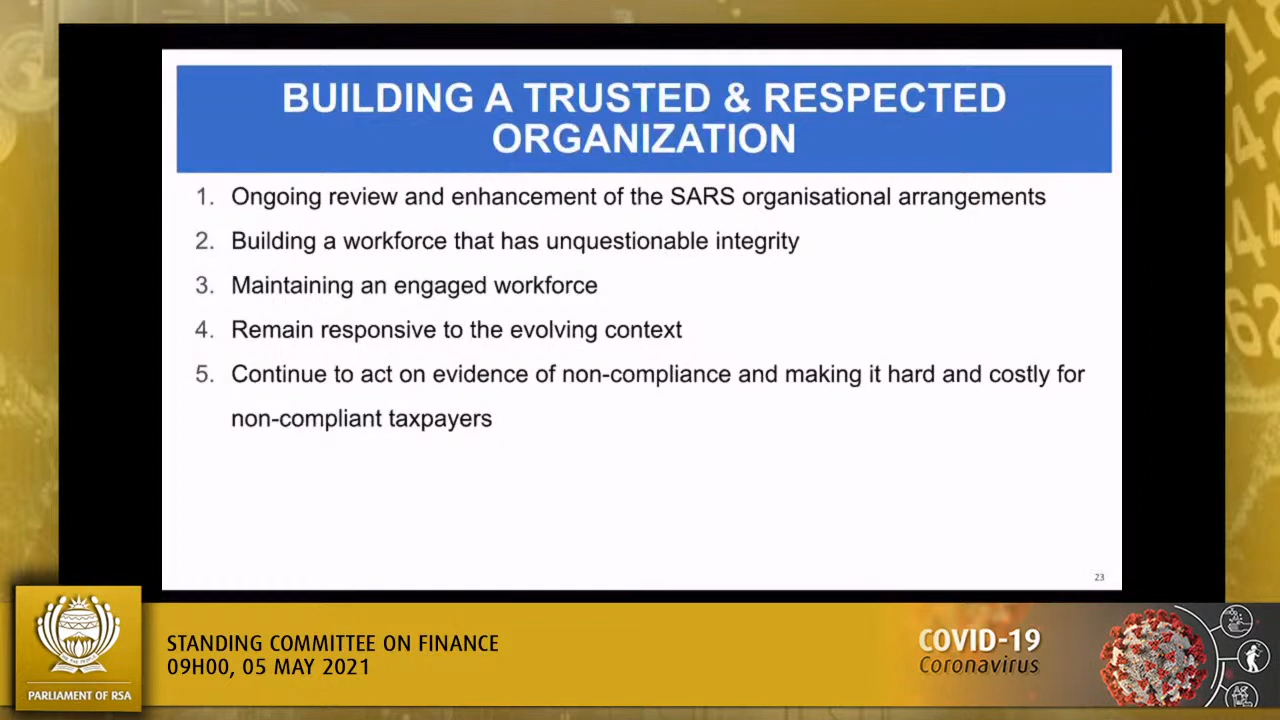 BUILDING A TRUSTED & RESPECTED
ORGANIZATION
1. Ongoing review and enhancement of the SARS organisational arrangements
2. Building a workforce that has unquestionable integrity
3. Maintaining an engaged workforce
4. Remain responsive to the evolving context
5. Continue to act on evidence of non-compliance and making it hard and costly for
non-compliant taxpayers
23
STANDING COMMITTEE ON FINANCE
09H00, 05 MAY 2021
PARLIAMENT OF RSA
COVID-19
Coronavirus